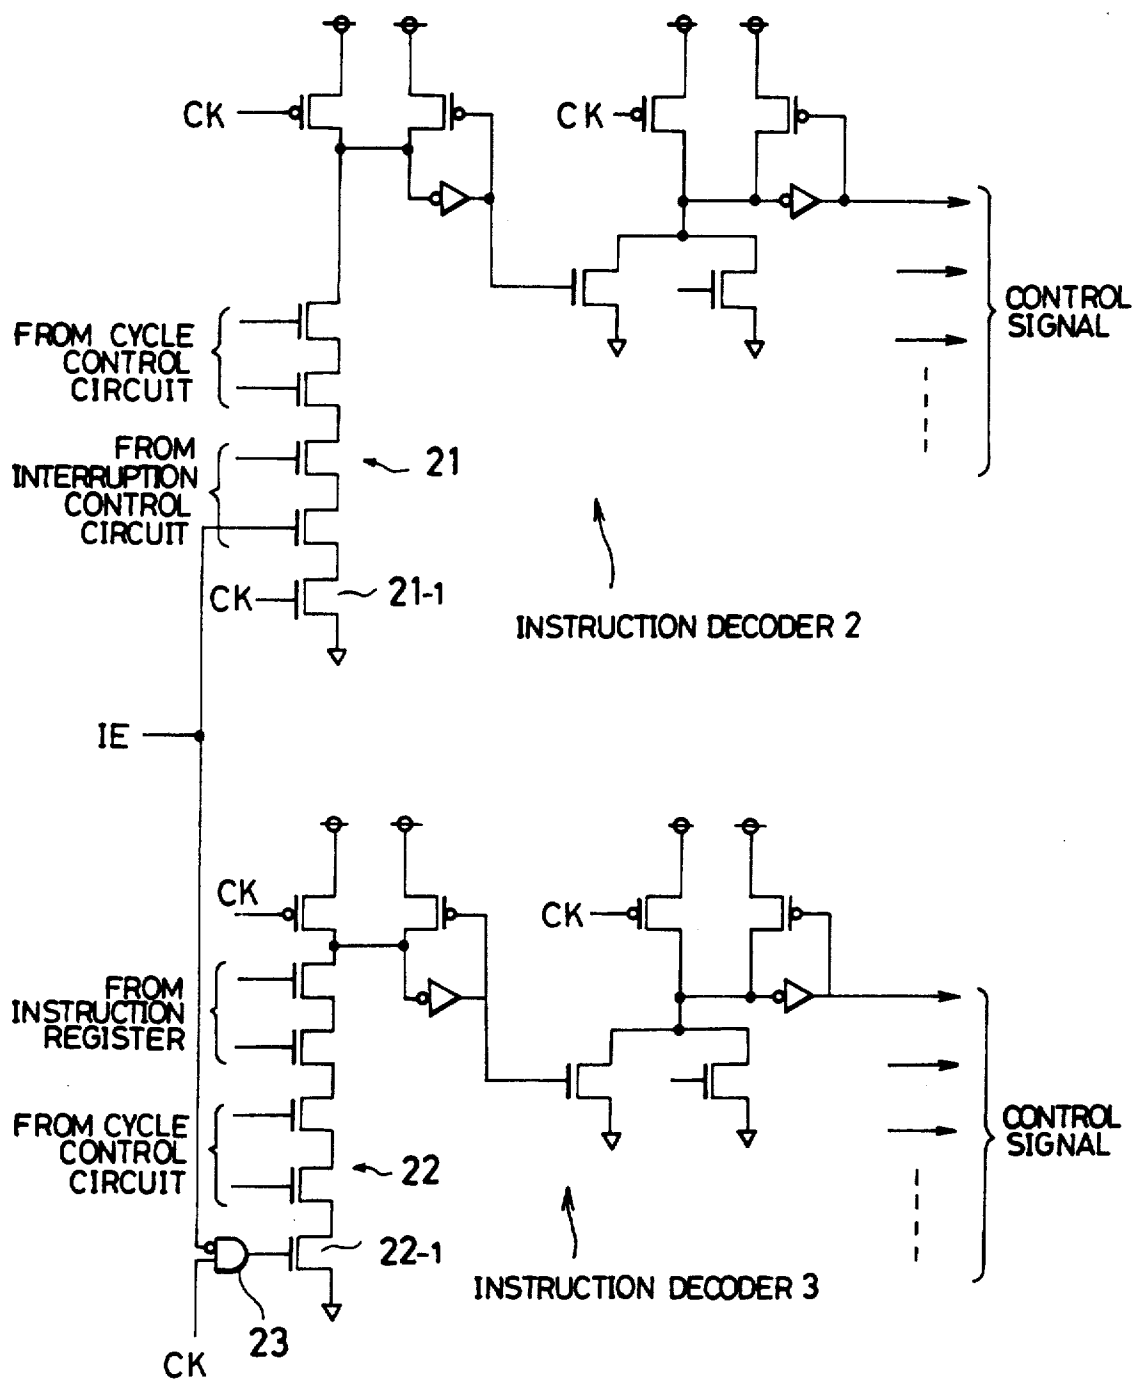 CK
CK
FROM CYCLE
CONTROL
CIRCUIT
CONTROL
SIGNAL
FROM
INTERRUPTION
CONTROL
CIRCUIT
21
CK
21-1
INSTRUCTION DECODER 2
IE
CK
CK
FROM
INSTRUCTION
REGISTER
FROM CYCLE
CONTROL
CIRCUIT
CONTROL
SIGNAL
22
22-1
INSTRUCTION DECODER 3
23
CK